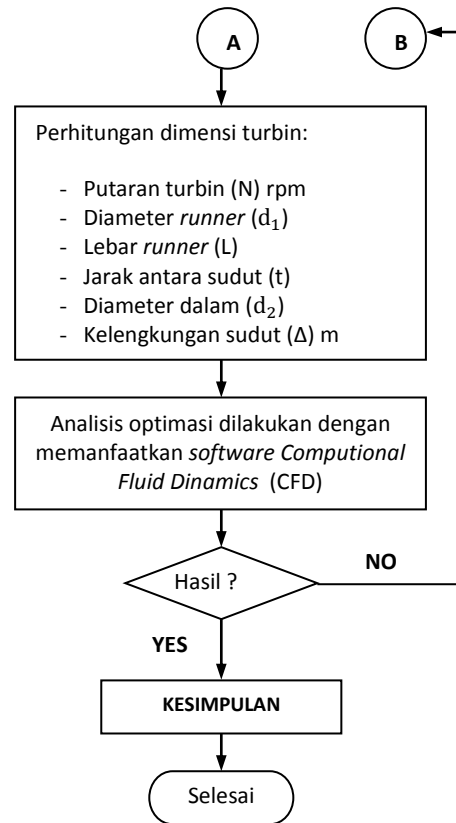 A
B
Perhitungan dimensi turbin:
- Putaran turbin (N) rpm
- Diameter runner (d₁)
- Lebar runner (L)
- Jarak antara sudut (t)
- Diameter dalam (d₂)
- Kelengkungan sudut (Δ) m
Analisis optimasi dilakukan dengan
memanfaatkan software Computional
Fluid Dinamics (CFD)
Hasil ?
NO
YES
KESIMPULAN
Selesai